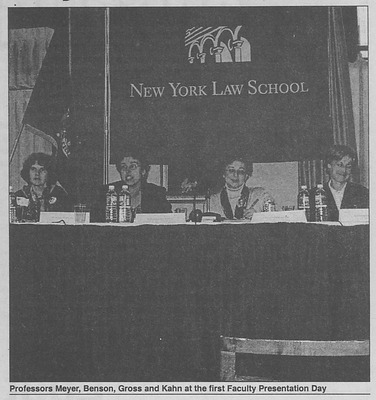 NEW YORK LAW SCHOOL
Professors Meyer, Benson, Gross and Kahn at the first Faculty Presentation Day